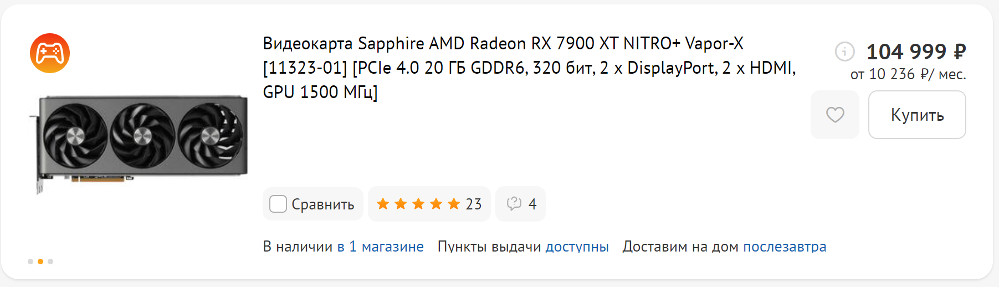 Видеокарта Sapphire AMD Radeon RX 7900 XT NITRO+ Vapor-X
[11323-01] [PCIe 4.0 20 ГБ GDDR6, 320 бит, 2 x DisplayPort, 2 x HDMI,
GPU 1500 МГц]
104 999 ₽
от 10 236 ₽/ мес.
Купить
Сравнить
23
4
В наличии в 1 магазине Пункты выдачи доступны Доставим на дом послезавтра